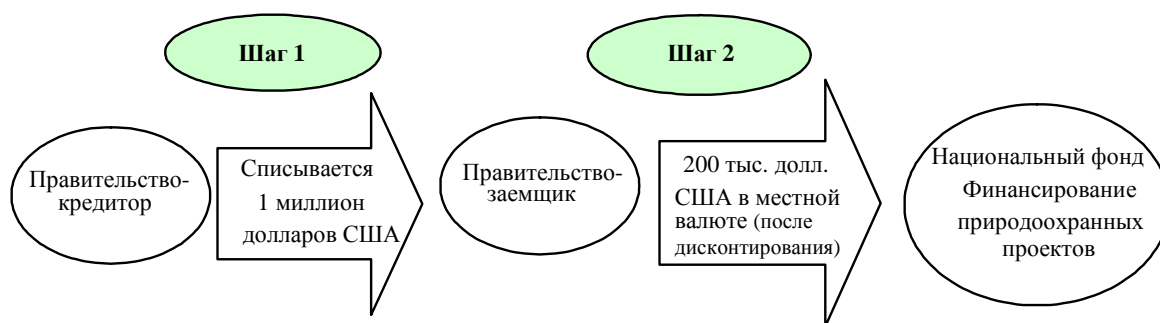 Шаг 1
Шаг 2
Правительство-
кредитор
Списывается
1 миллион
долларов США
Правительство-
заемщик
200 тыс. долл.
США в местной
валюте (после
дисконтирования)
Национальный фонд
Финансирование
природоохранных
проектов